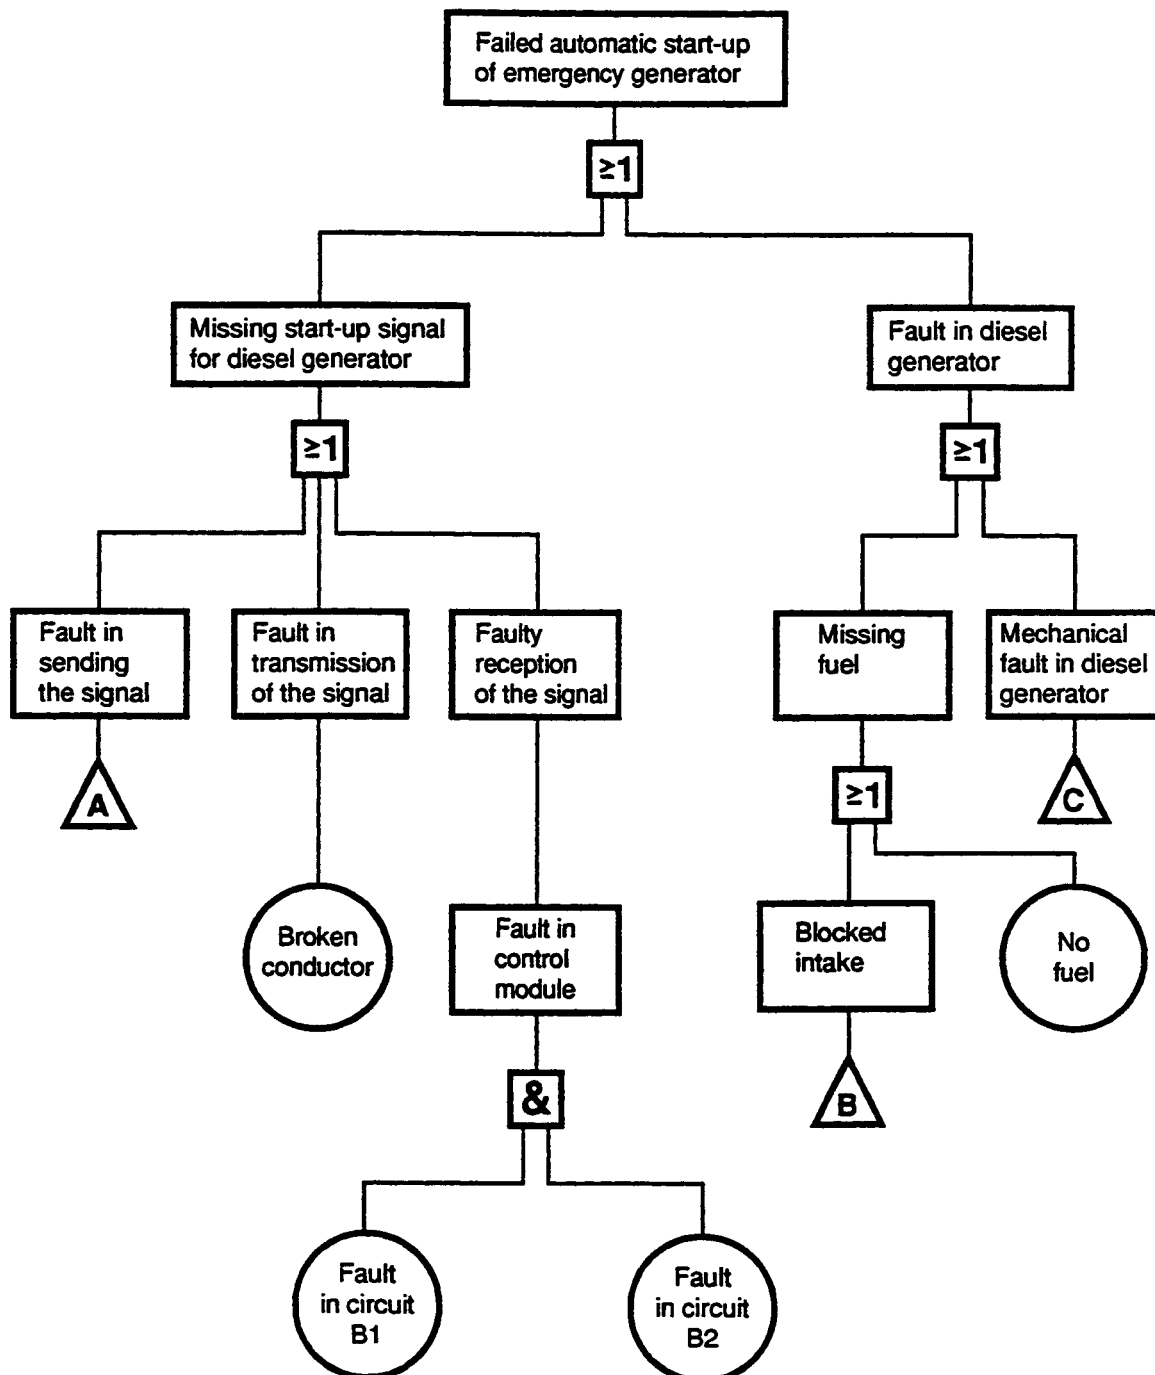 Failed automatic start-up
of emergency generator
≥1
Missing start-up signal
for diesel generator
Fault in diesel
generator
≥1
≥1
Fault in
sending
the signal
Fault in
transmission
of the signal
Faulty
reception
of the signal
Missing
fuel
Mechanical
fault in diesel
generator
A
≥1
C
Broken
conductor
Fault in
control
module
Blocked
intake
No
fuel
&
B
Fault
in circuit
B1
Fault
in circuit
B2